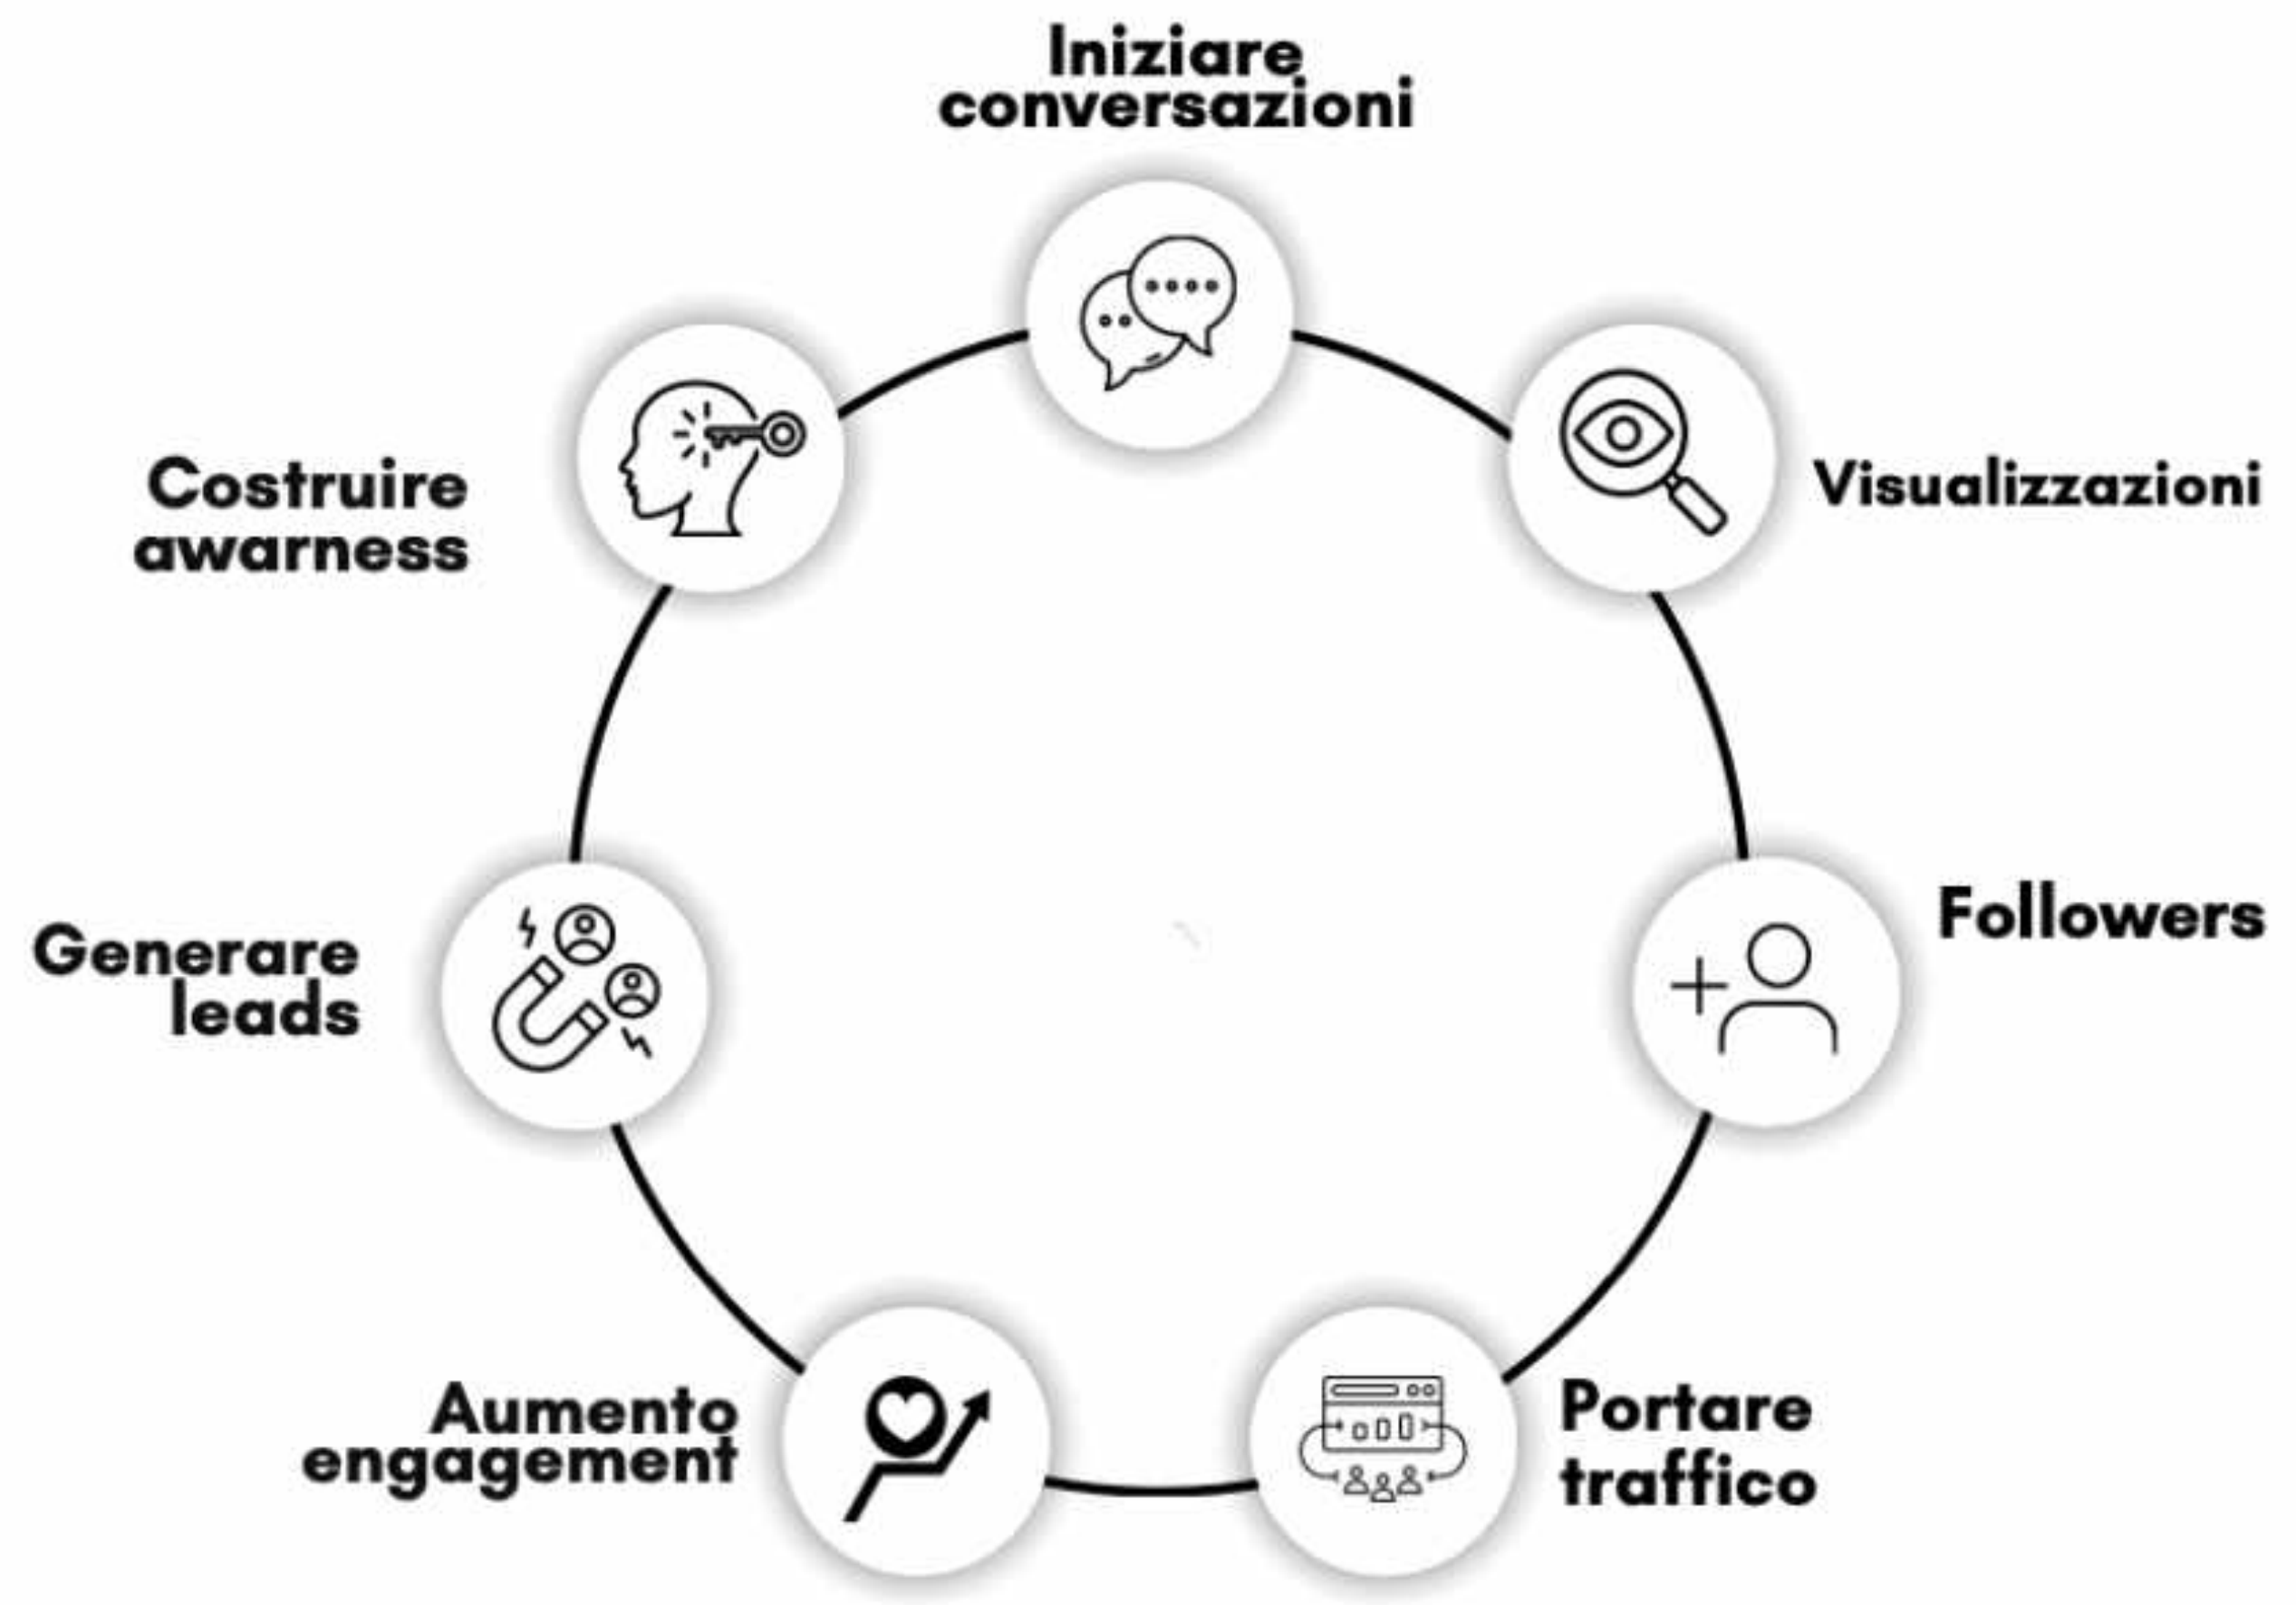 Iniziare
conversazioni
Visualizzazioni
Followers
Portare
traffico
Aumento
engagement
Generare
leads
Costruire
awarness